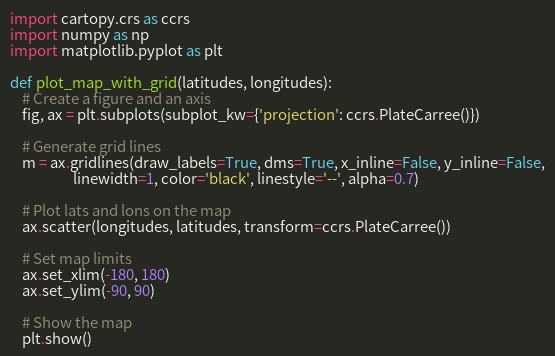 import cartopy.crs as ccrs
import numpy as np
import matplotlib.pyplot as plt

def plot_map_with_grid(latitudes, longitudes):
    # Create a figure and an axis
    fig, ax = plt.subplots(subplot_kw={'projection': ccrs.PlateCarree()})

    # Generate grid lines
    m = ax.gridlines(draw_labels=True, dms=True, x_inline=False, y_inline=False,
                     linewidth=1, color='black', linestyle='--', alpha=0.7)

    # Plot lats and lons on the map
    ax.scatter(longitudes, latitudes, transform=ccrs.PlateCarree())

    # Set map limits
    ax.set_xlim(-180, 180)
    ax.set_ylim(-90, 90)

    # Show the map
    plt.show()